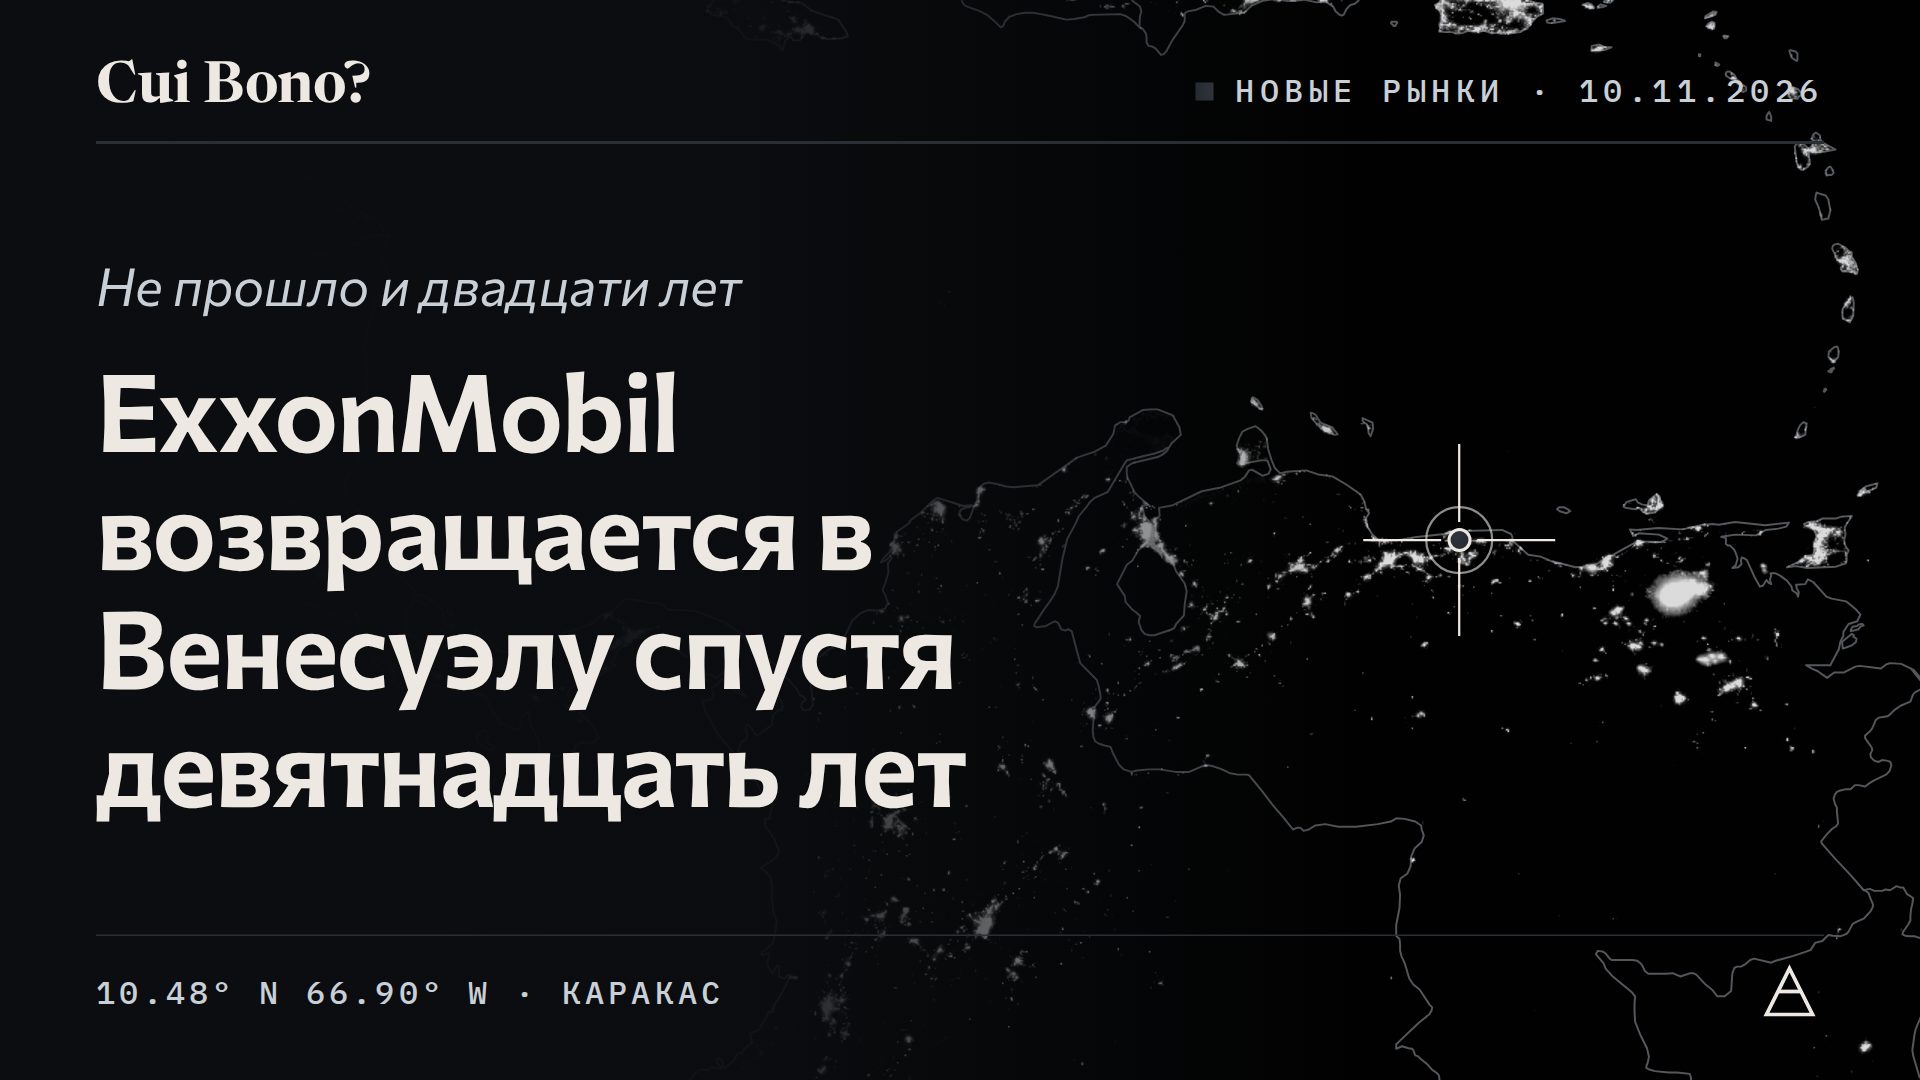 Cui Bono?
НОВЫЕ РЫНКИ · 10.11.2026
Не прошло и двадцати лет
ExxonMobil
возвращается в
Венесуэлу спустя
девятнадцать лет
10.48° N 66.90° W · КАРАКАС